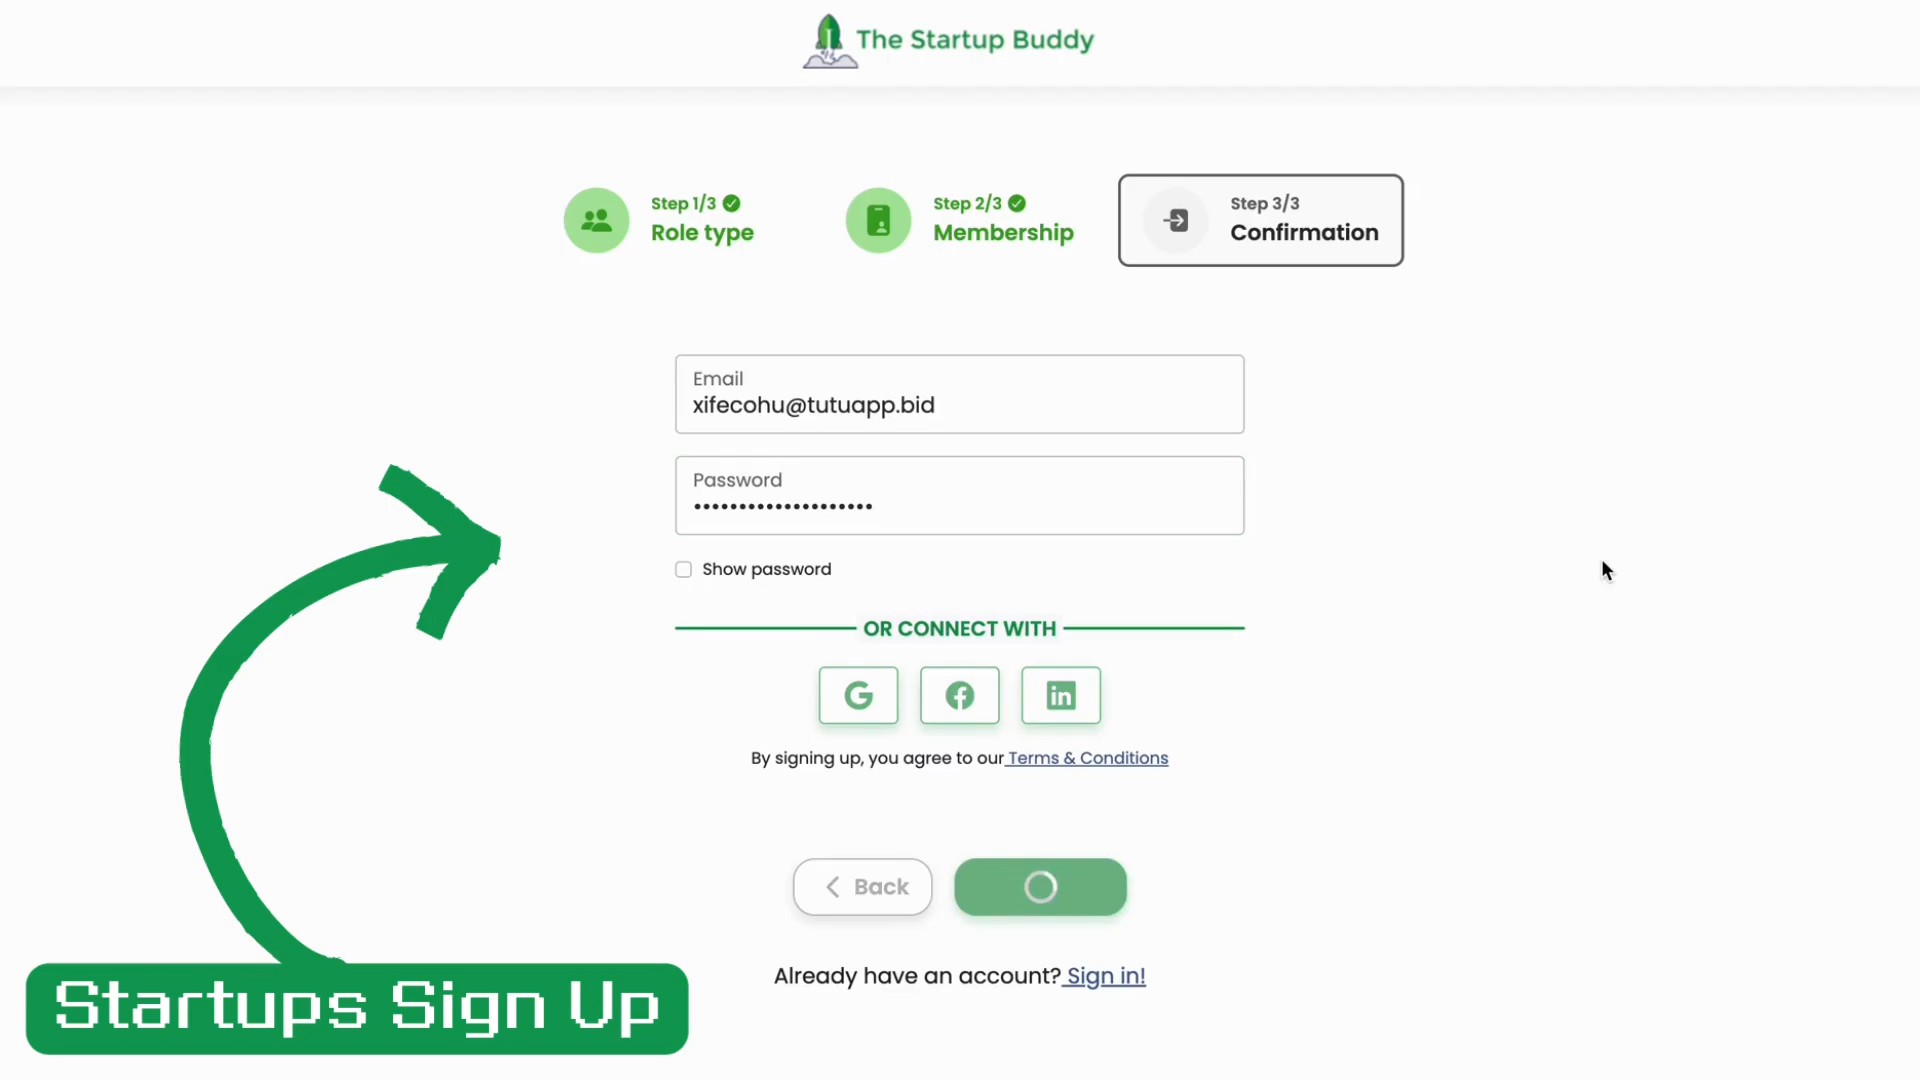 The Startup Buddy
Step 1/3
Role type
Step 2/3
Membership
Step 3/3
Confirmation
Email
xifecohu@tutuapp.bid
Password
••••••••••••••••••••
Show password
OR CONNECT WITH
By signing up, you agree to our Terms & Conditions
Back
Already have an account? Sign in!
Startups Sign Up